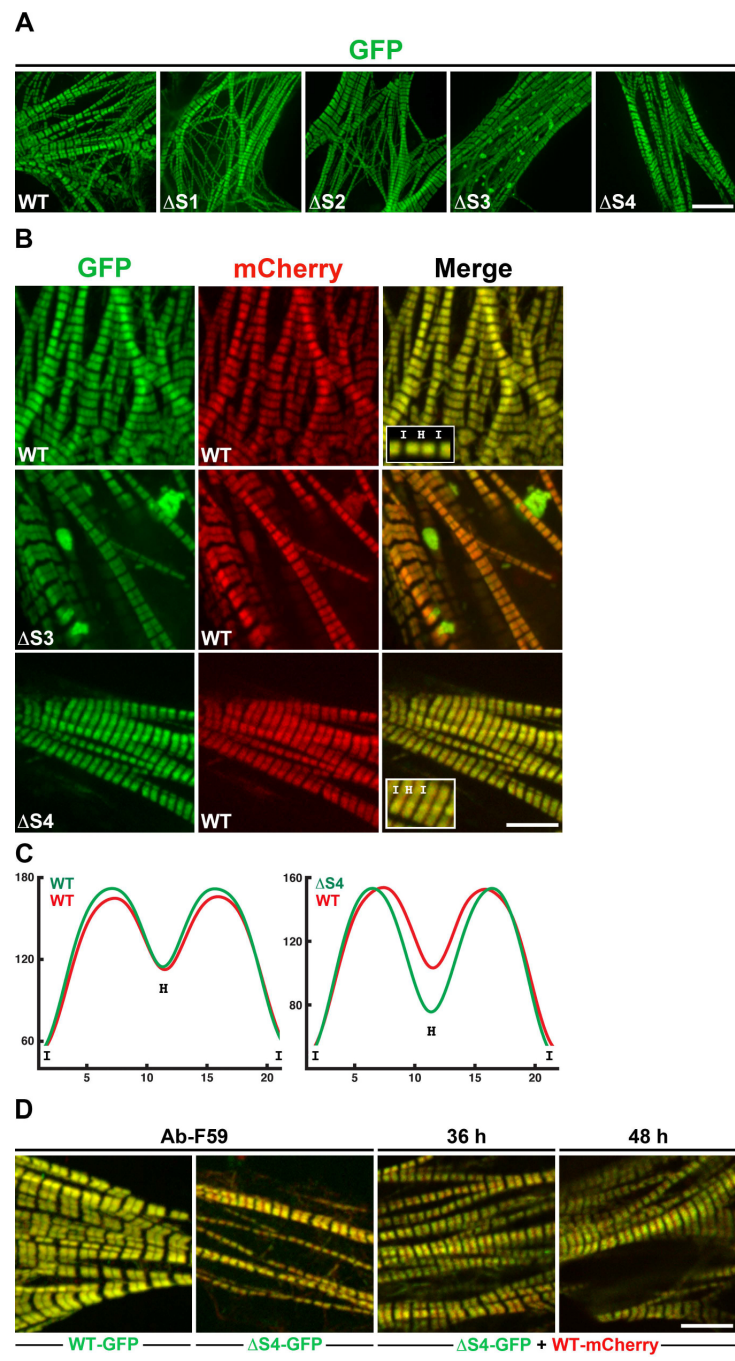 A
GFP
WT ΔS1 ΔS2 ΔS3 ΔS4
B
GFP mCherry Merge
I H I
WT WT
ΔS3 WT
I H I
ΔS4 WT
C
180 WT
WT
120
H
60
I I
5 10 15 20
160 ΔS4
WT
120
80
H
I I
5 10 15 20
D
Ab-F59 36 h 48 h
WT-GFP ΔS4-GFP ΔS4-GFP + WT-mCherry